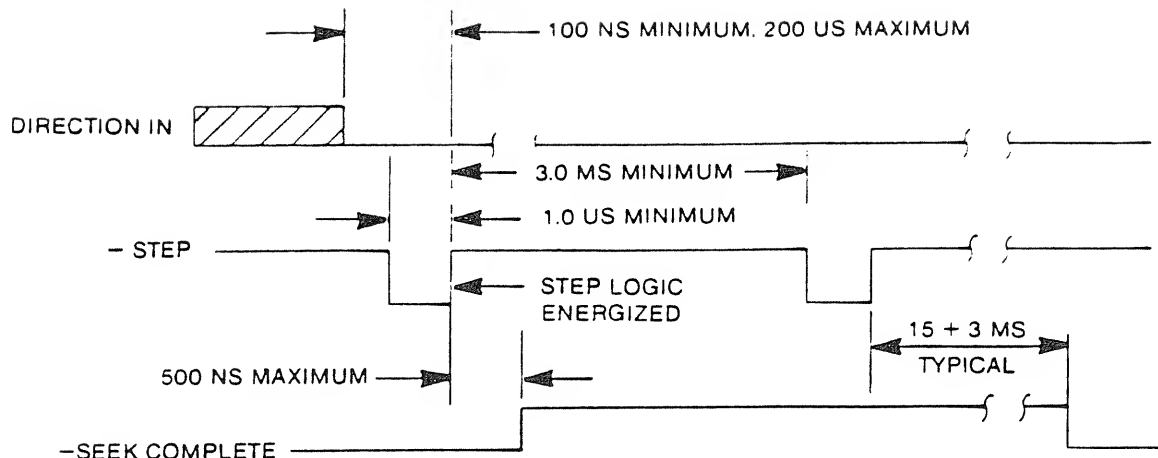 100 NS MINIMUM. 200 US MAXIMUM
DIRECTION IN
3.0 MS MINIMUM
1.0 US MINIMUM
– STEP
STEP LOGIC
ENERGIZED
15 + 3 MS
TYPICAL
500 NS MAXIMUM
–SEEK COMPLETE